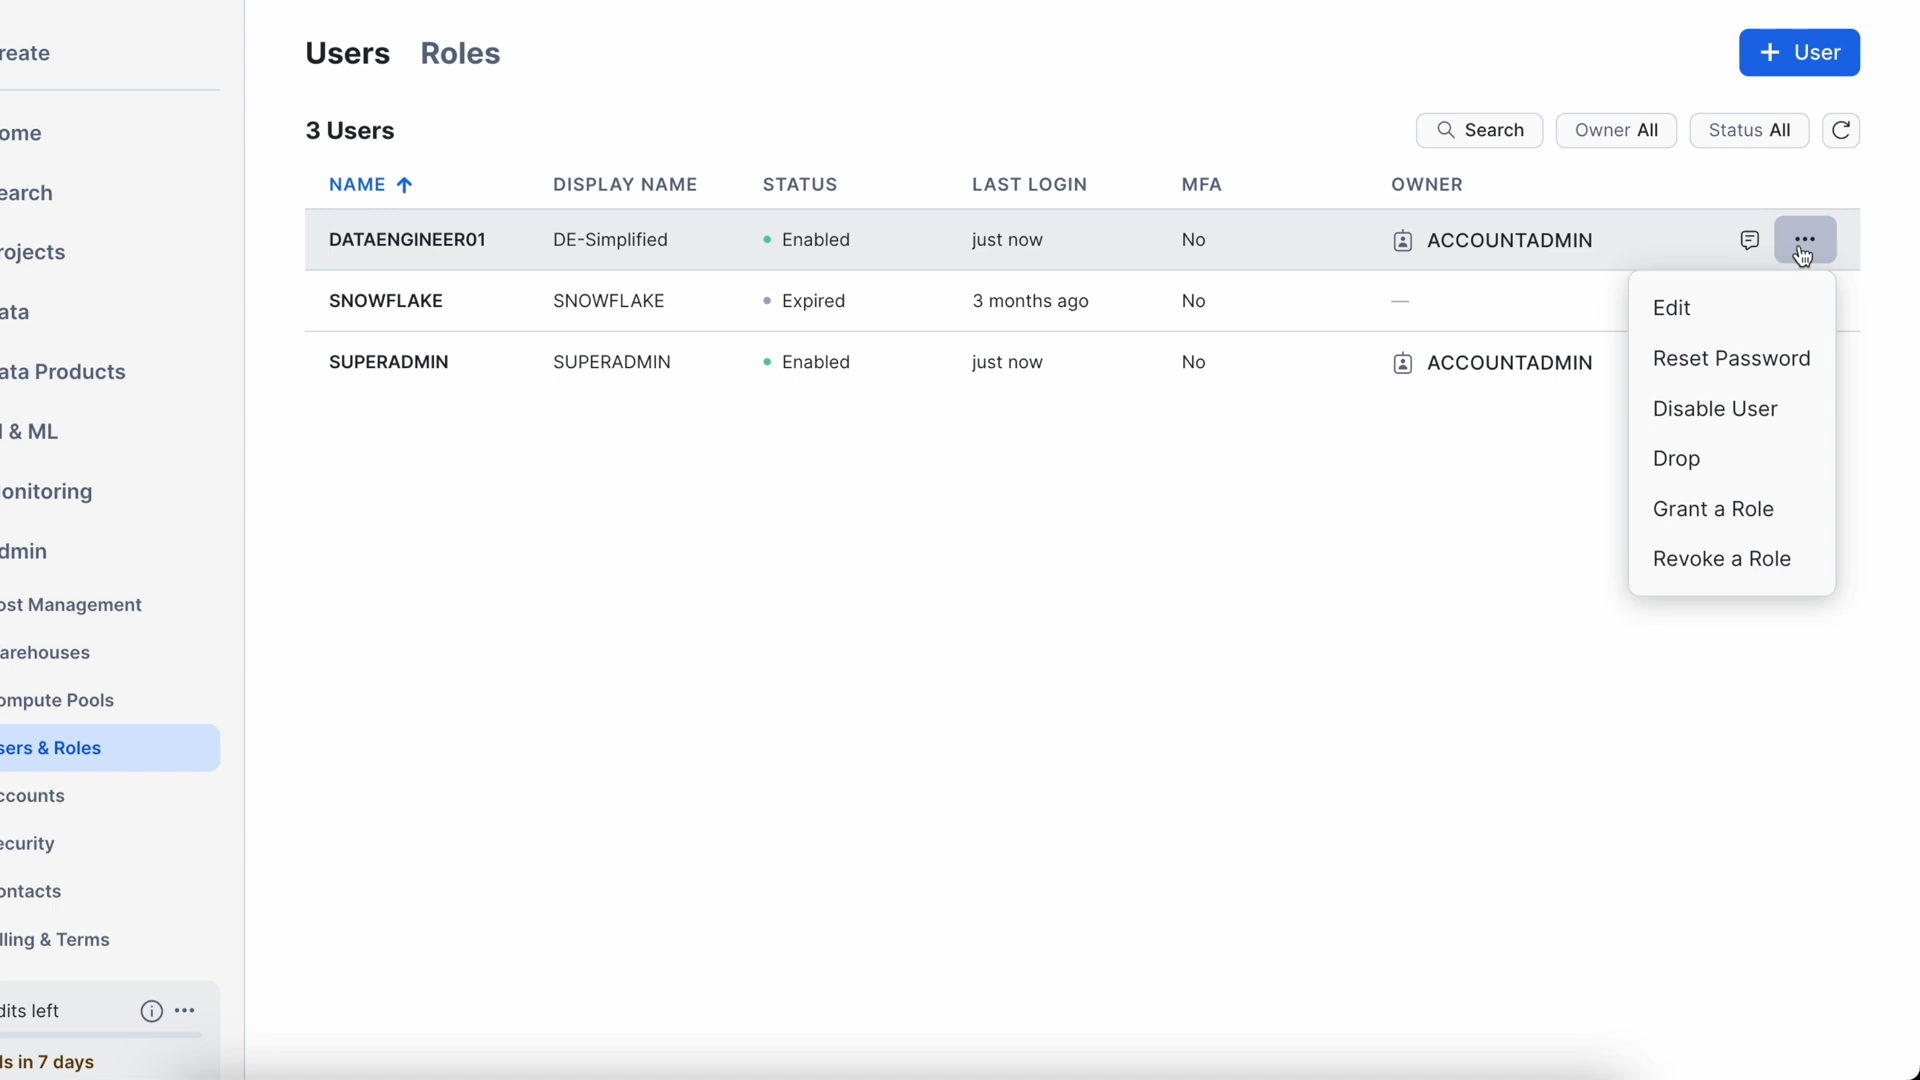 reate
ome
earch
rojects
ata
ata Products
I & ML
onitoring
dmin
ost Management
arehouses
ompute Pools
sers & Roles
ccounts
ecurity
ontacts
lling & Terms
dits left
ls in 7 days
Users Roles
+ User
3 Users
Search
Owner All
Status All
NAME DISPLAY NAME STATUS LAST LOGIN MFA OWNER
DATAENGINEER01 DE-Simplified Enabled just now No ACCOUNTADMIN
SNOWFLAKE SNOWFLAKE Expired 3 months ago No —
SUPERADMIN SUPERADMIN Enabled just now No ACCOUNTADMIN
Edit
Reset Password
Disable User
Drop
Grant a Role
Revoke a Role